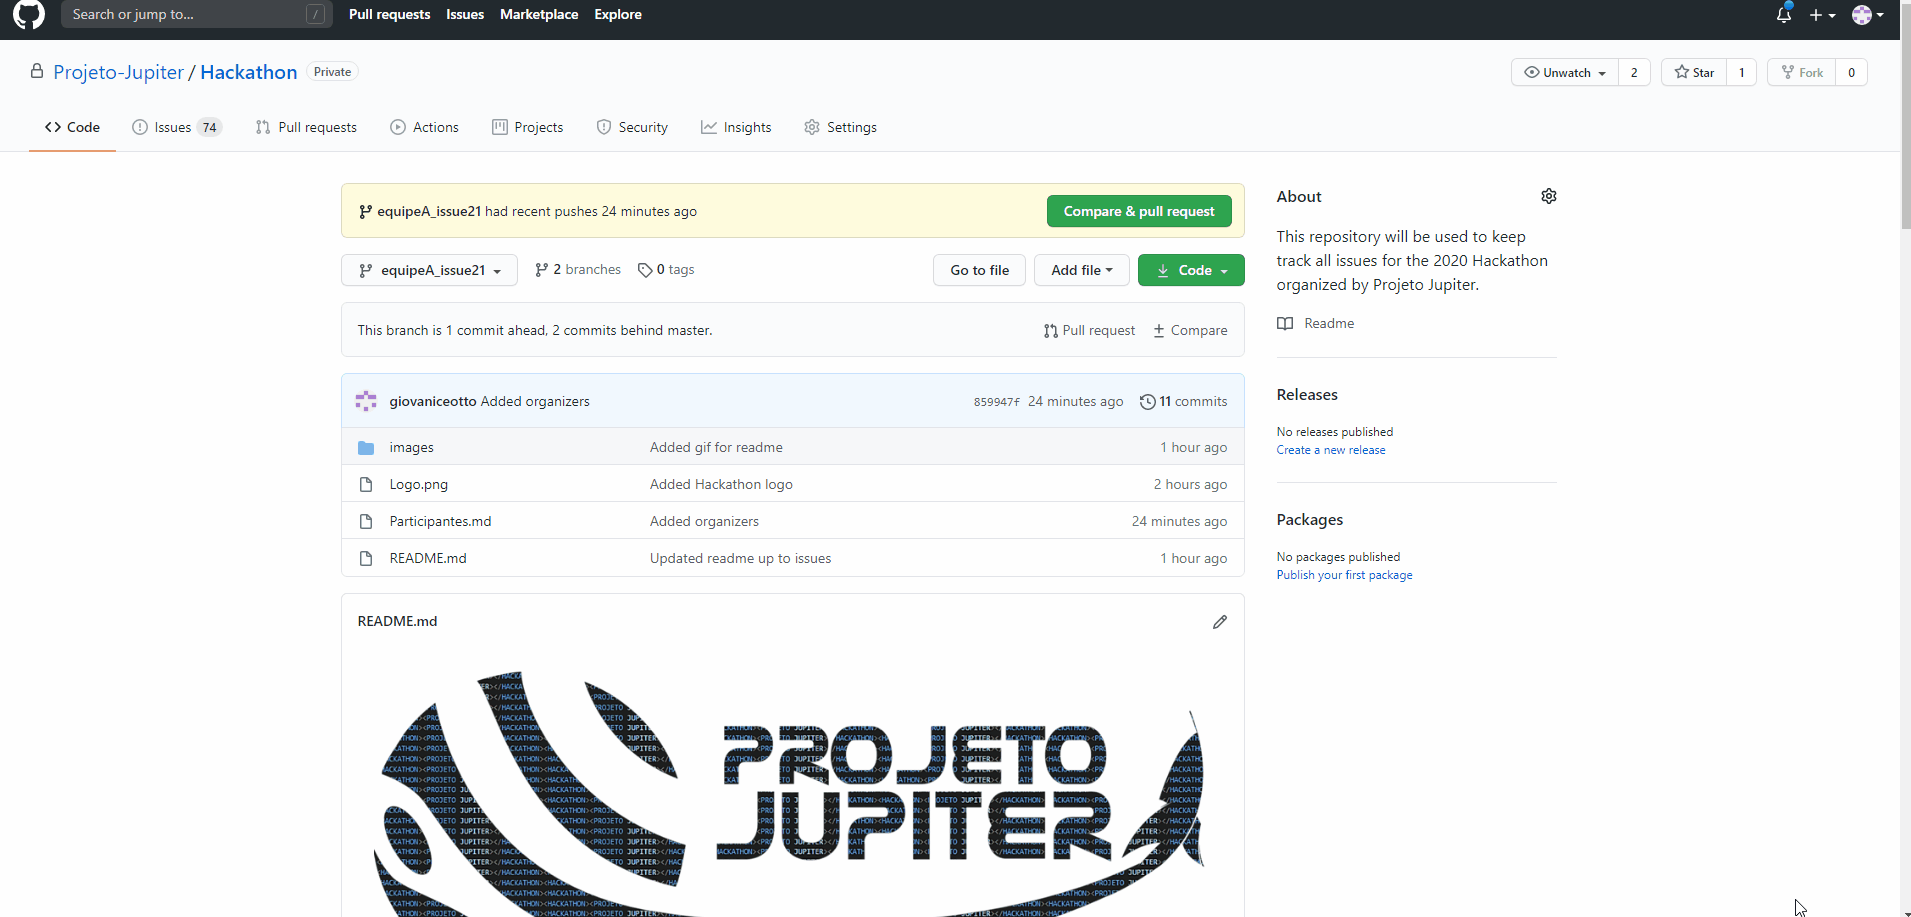 Search or jump to... /
Pull requests Issues Marketplace Explore
Projeto-Jupiter / Hackathon Private
Unwatch 2 Star 1 Fork 0
Code Issues 74 Pull requests Actions Projects Security Insights Settings
equipeA_issue21 had recent pushes 24 minutes ago
Compare & pull request
equipeA_issue21 2 branches 0 tags
Go to file Add file Code
This branch is 1 commit ahead, 2 commits behind master.
Pull request Compare
giovaniceotto Added organizers 859947f 24 minutes ago 11 commits
images Added gif for readme 1 hour ago
Logo.png Added Hackathon logo 2 hours ago
Participantes.md Added organizers 24 minutes ago
README.md Updated readme up to issues 1 hour ago
README.md
PROJETO
JUPITER
About
This repository will be used to keep
track all issues for the 2020 Hackathon
organized by Projeto Jupiter.
Readme
Releases
No releases published
Create a new release
Packages
No packages published
Publish your first package